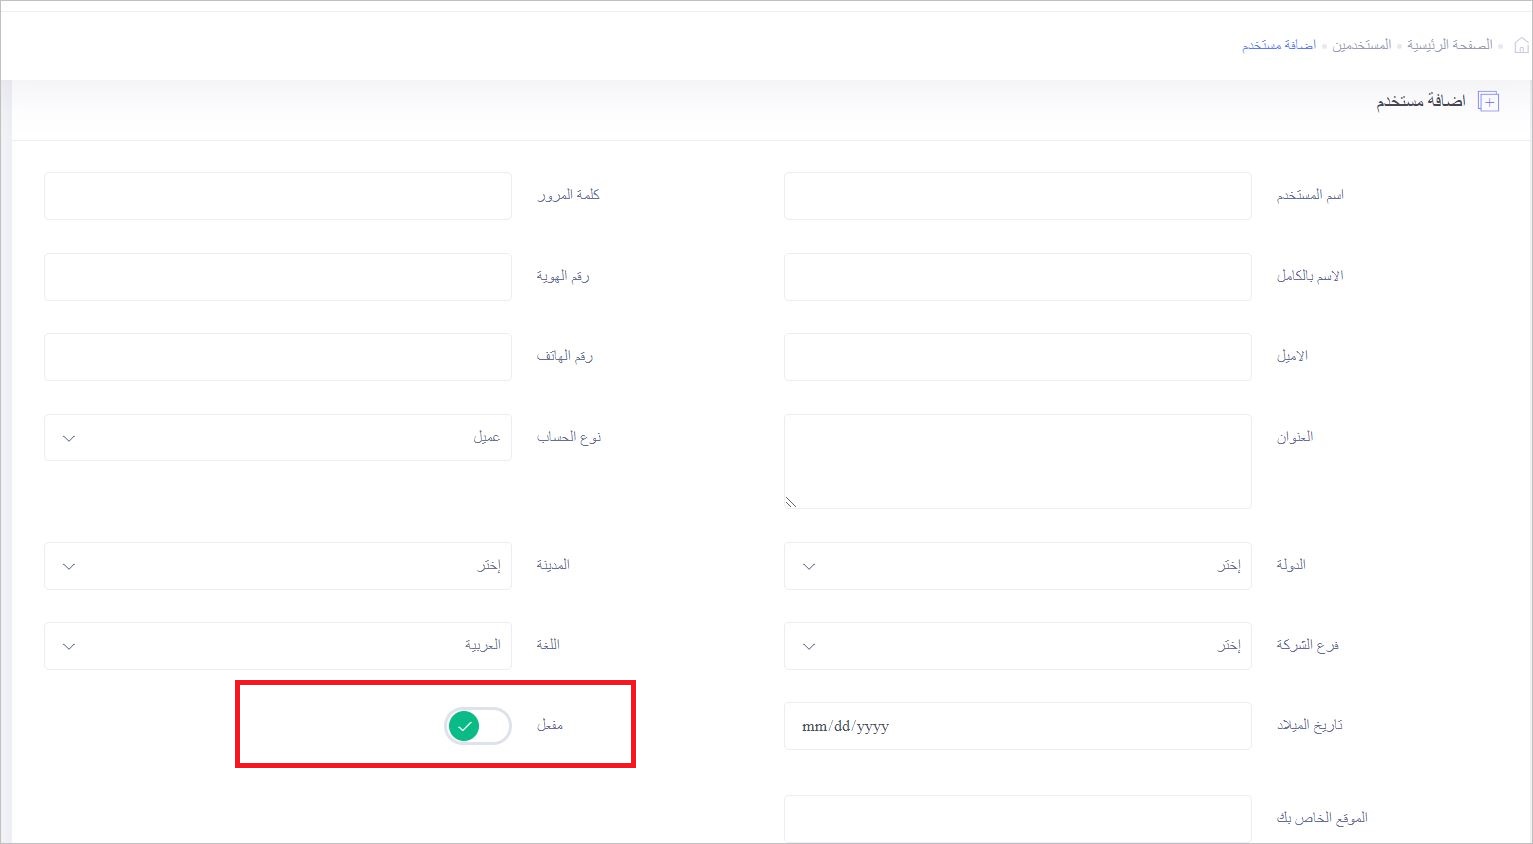 الصفحة الرئيسية • المستخدمين • اضافة مستخدم
اضافة مستخدم
اسم المستخدم
كلمة المرور
الاسم بالكامل
رقم الهوية
الاميل
رقم الهاتف
العنوان
نوع الحساب
عميل
الدولة
إختر
المدينة
إختر
فرع الشركة
إختر
اللغة
العربية
تاريخ الميلاد
mm/dd/yyyy
مفعل
الموقع الخاص بك